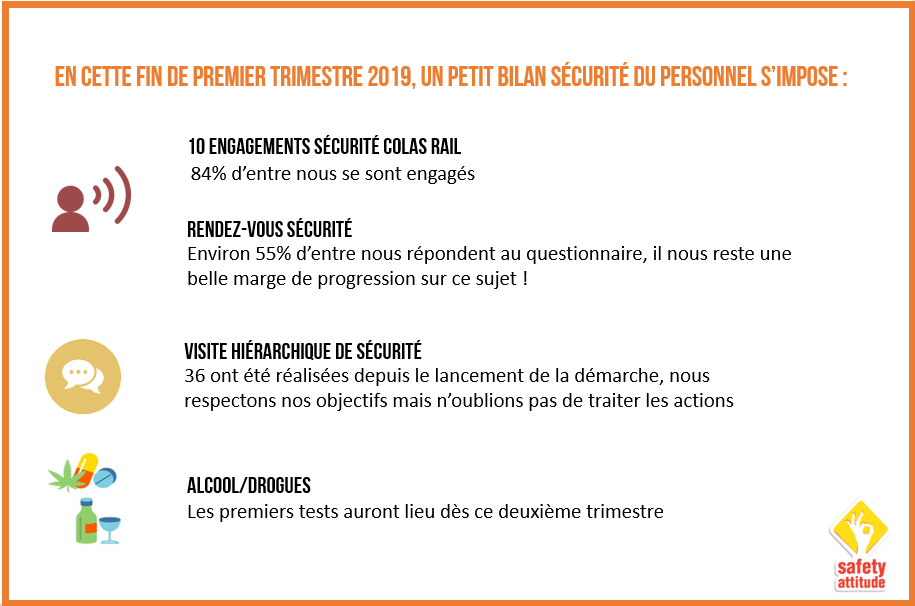 EN CETTE FIN DE PREMIER TRIMESTRE 2019, UN PETIT BILAN SÉCURITÉ DU PERSONNEL S'IMPOSE :
10 ENGAGEMENTS SÉCURITÉ COLAS RAIL
84% d'entre nous se sont engagés
RENDEZ-VOUS SÉCURITÉ
Environ 55% d'entre nous répondent au questionnaire, il nous reste une
belle marge de progression sur ce sujet !
VISITE HIÉRARCHIQUE DE SÉCURITÉ
36 ont été réalisées depuis le lancement de la démarche, nous
respectons nos objectifs mais n'oublions pas de traiter les actions
ALCOOL/DROGUES
Les premiers tests auront lieu dès ce deuxième trimestre
safety
attitude